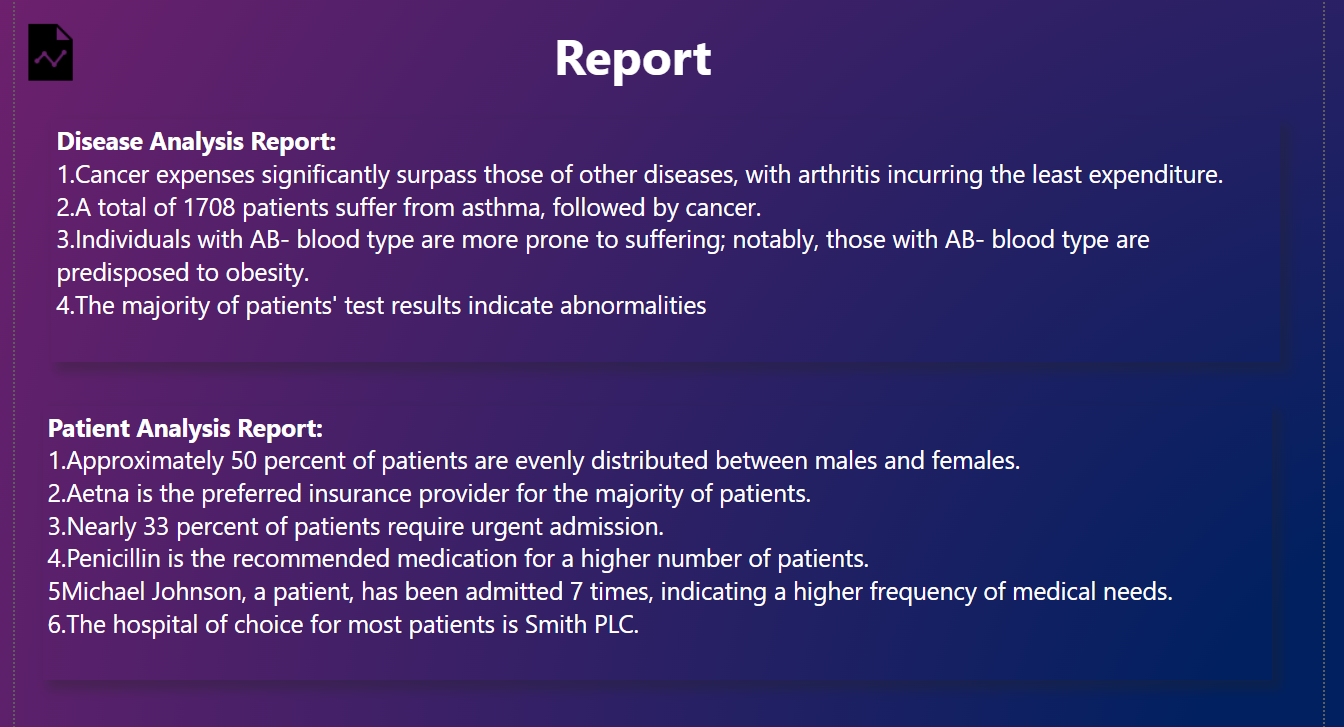 Report
Disease Analysis Report:
1.Cancer expenses significantly surpass those of other diseases, with arthritis incurring the least expenditure.
2.A total of 1708 patients suffer from asthma, followed by cancer.
3.Individuals with AB- blood type are more prone to suffering; notably, those with AB- blood type are
predisposed to obesity.
4.The majority of patients' test results indicate abnormalities
Patient Analysis Report:
1.Approximately 50 percent of patients are evenly distributed between males and females.
2.Aetna is the preferred insurance provider for the majority of patients.
3.Nearly 33 percent of patients require urgent admission.
4.Penicillin is the recommended medication for a higher number of patients.
5Michael Johnson, a patient, has been admitted 7 times, indicating a higher frequency of medical needs.
6.The hospital of choice for most patients is Smith PLC.